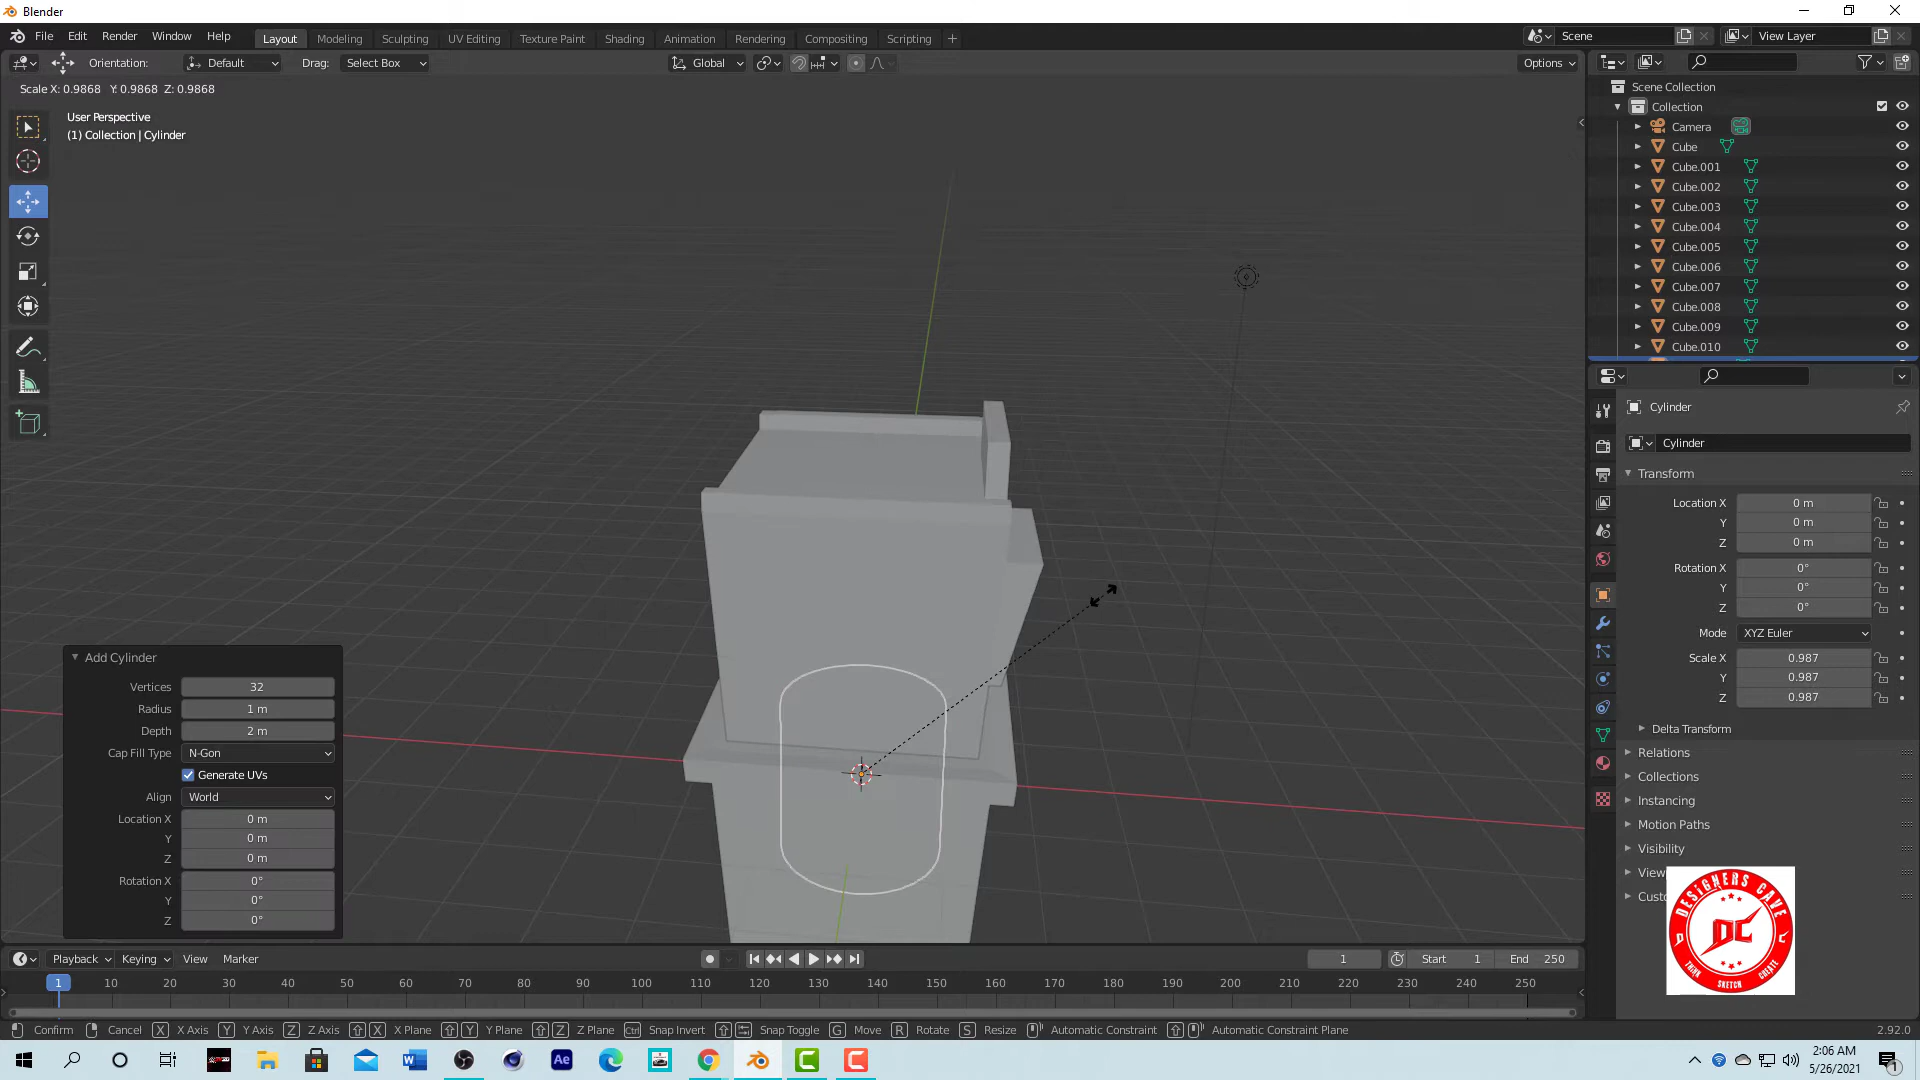 Blender
File Edit Render Window Help
Layout Modeling Sculpting UV Editing Texture Paint Shading Animation Rendering Compositing Scripting
Scene View Layer
Orientation: Default Drag: Select Box Global Options
Scale X: 0.9868 Y: 0.9868 Z: 0.9868
User Perspective
(1) Collection | Cylinder
Scene Collection
Collection
Camera
Cube
Cube.001
Cube.002
Cube.003
Cube.004
Cube.005
Cube.006
Cube.007
Cube.008
Cube.009
Cube.010
Cylinder
Cylinder
Transform
Location X 0 m
Y 0 m
Z 0 m
Rotation X 0°
Y 0°
Z 0°
Mode XYZ Euler
Scale X 0.987
Y 0.987
Z 0.987
Delta Transform
Relations
Collections
Instancing
Motion Paths
Visibility
View
Custo
DESIGNERS CAVE
DC
THINK SKETCH CREATE
Add Cylinder
Vertices 32
Radius 1 m
Depth 2 m
Cap Fill Type N-Gon
Generate UVs
Align World
Location X 0 m
Y 0 m
Z 0 m
Rotation X 0°
Y 0°
Z 0°
Playback Keying View Marker 1 Start 1 End 250
1 10 20 30 40 50 60 70 80 90 100 110 120 130 140 150 160 170 180 190 200 210 220 230 240 250
Confirm Cancel X X Axis Y Y Axis Z Z Axis X X Plane Y Y Plane Z Z Plane Ctrl Snap Invert Snap Toggle G Move R Rotate S Resize Automatic Constraint Automatic Constraint Plane 2.92.0
Ae
2:06 AM
5/26/2021
1